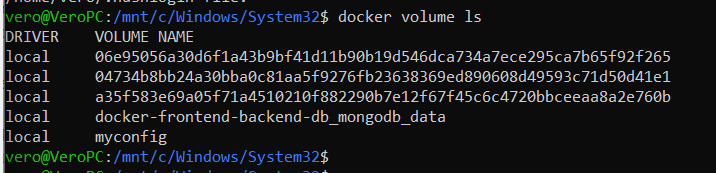 vero@VeroPC:/mnt/c/Windows/System32$ docker volume ls
DRIVER VOLUME NAME
local 06e95056a30d6f1a43b9bf41d11b90b19d546dca734a7ece295ca7b65f92f265
local 04734b8bb24a30bba0c81aa5f9276fb23638369ed890608d49593c71d50d41e1
local a35f583e69a05f71a4510210f882290b7e12f67f45c6c4720bbceeaa8a2e760b
local docker-frontend-backend-db_mongodb_data
local myconfig
vero@VeroPC:/mnt/c/Windows/System32$